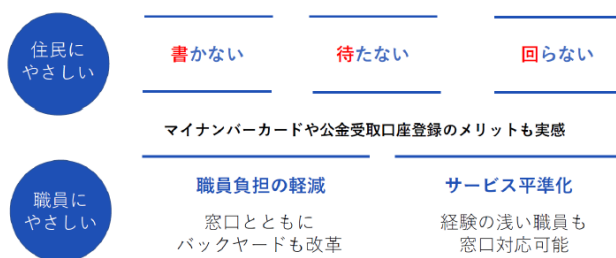 住民に
やさしい
書かない
待たない
回らない
マイナンバーカードや公金受取口座登録のメリットも実感
職員に
やさしい
職員負担の軽減
窓口とともに
バックヤードも改革
サービス平準化
経験の浅い職員も
窓口対応可能